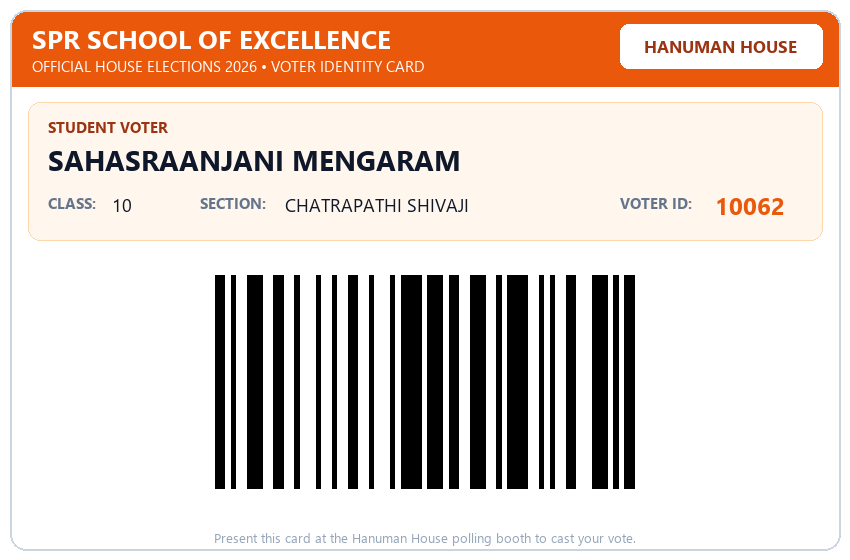 SPR SCHOOL OF EXCELLENCE
HANUMAN HOUSE
OFFICIAL HOUSE ELECTIONS 2026 • VOTER IDENTITY CARD
STUDENT VOTER
SAHASRAANJANI MENGARAM
CLASS: 10 SECTION: CHATRAPATHI SHIVAJI VOTER ID: 10062
Present this card at the Hanuman House polling booth to cast your vote.